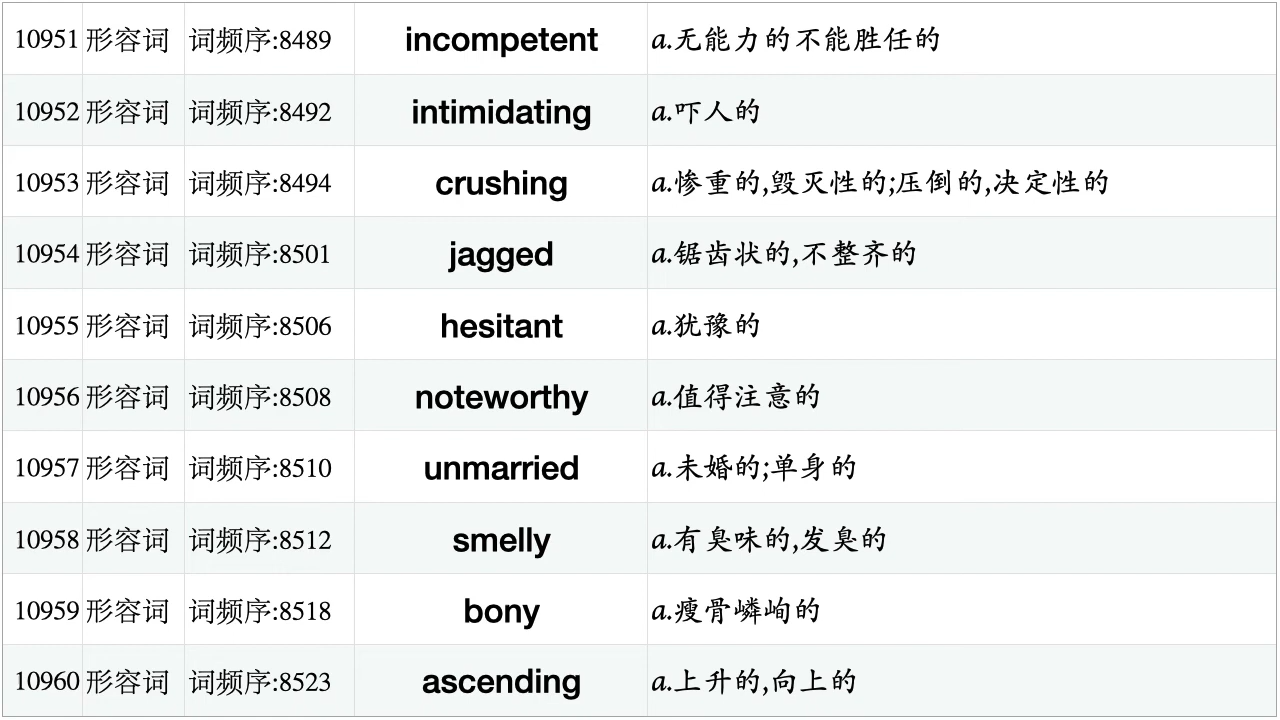 10951 形容词 词频序:8489 incompetent a.无能力的不能胜任的
10952 形容词 词频序:8492 intimidating a.吓人的
10953 形容词 词频序:8494 crushing a.惨重的,毁灭性的;压倒的,决定性的
10954 形容词 词频序:8501 jagged a.锯齿状的,不整齐的
10955 形容词 词频序:8506 hesitant a.犹豫的
10956 形容词 词频序:8508 noteworthy a.值得注意的
10957 形容词 词频序:8510 unmarried a.未婚的;单身的
10958 形容词 词频序:8512 smelly a.有臭味的,发臭的
10959 形容词 词频序:8518 bony a.瘦骨嶙峋的
10960 形容词 词频序:8523 ascending a.上升的,向上的